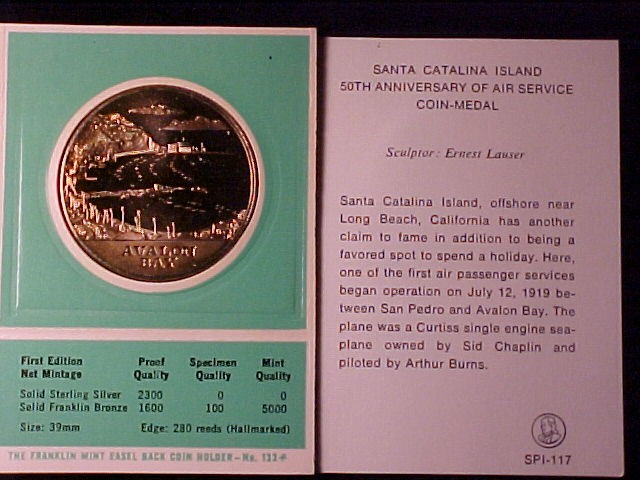 AVALON
BAY
First Edition
Net Mintage
Proof
Quality
Specimen
Quality
Mint
Quality
Solid Sterling Silver 2300 0 0
Solid Franklin Bronze 1600 100 5000
Size: 39mm Edge: 280 reeds (Hallmarked)
THE FRANKLIN MINT EASEL BACK COIN HOLDER—No.
SANTA CATALINA ISLAND
50TH ANNIVERSARY OF AIR SERVICE
COIN-MEDAL
Sculptor: Ernest Lauser
Santa Catalina Island, offshore near
Long Beach, California has another
claim to fame in addition to being a
favored spot to spend a holiday. Here,
one of the first air passenger services
began operation on July 12, 1919 be-
tween San Pedro and Avalon Bay. The
plane was a Curtiss single engine sea-
plane owned by Sid Chaplin and
piloted by Arthur Burns.
SPI-117